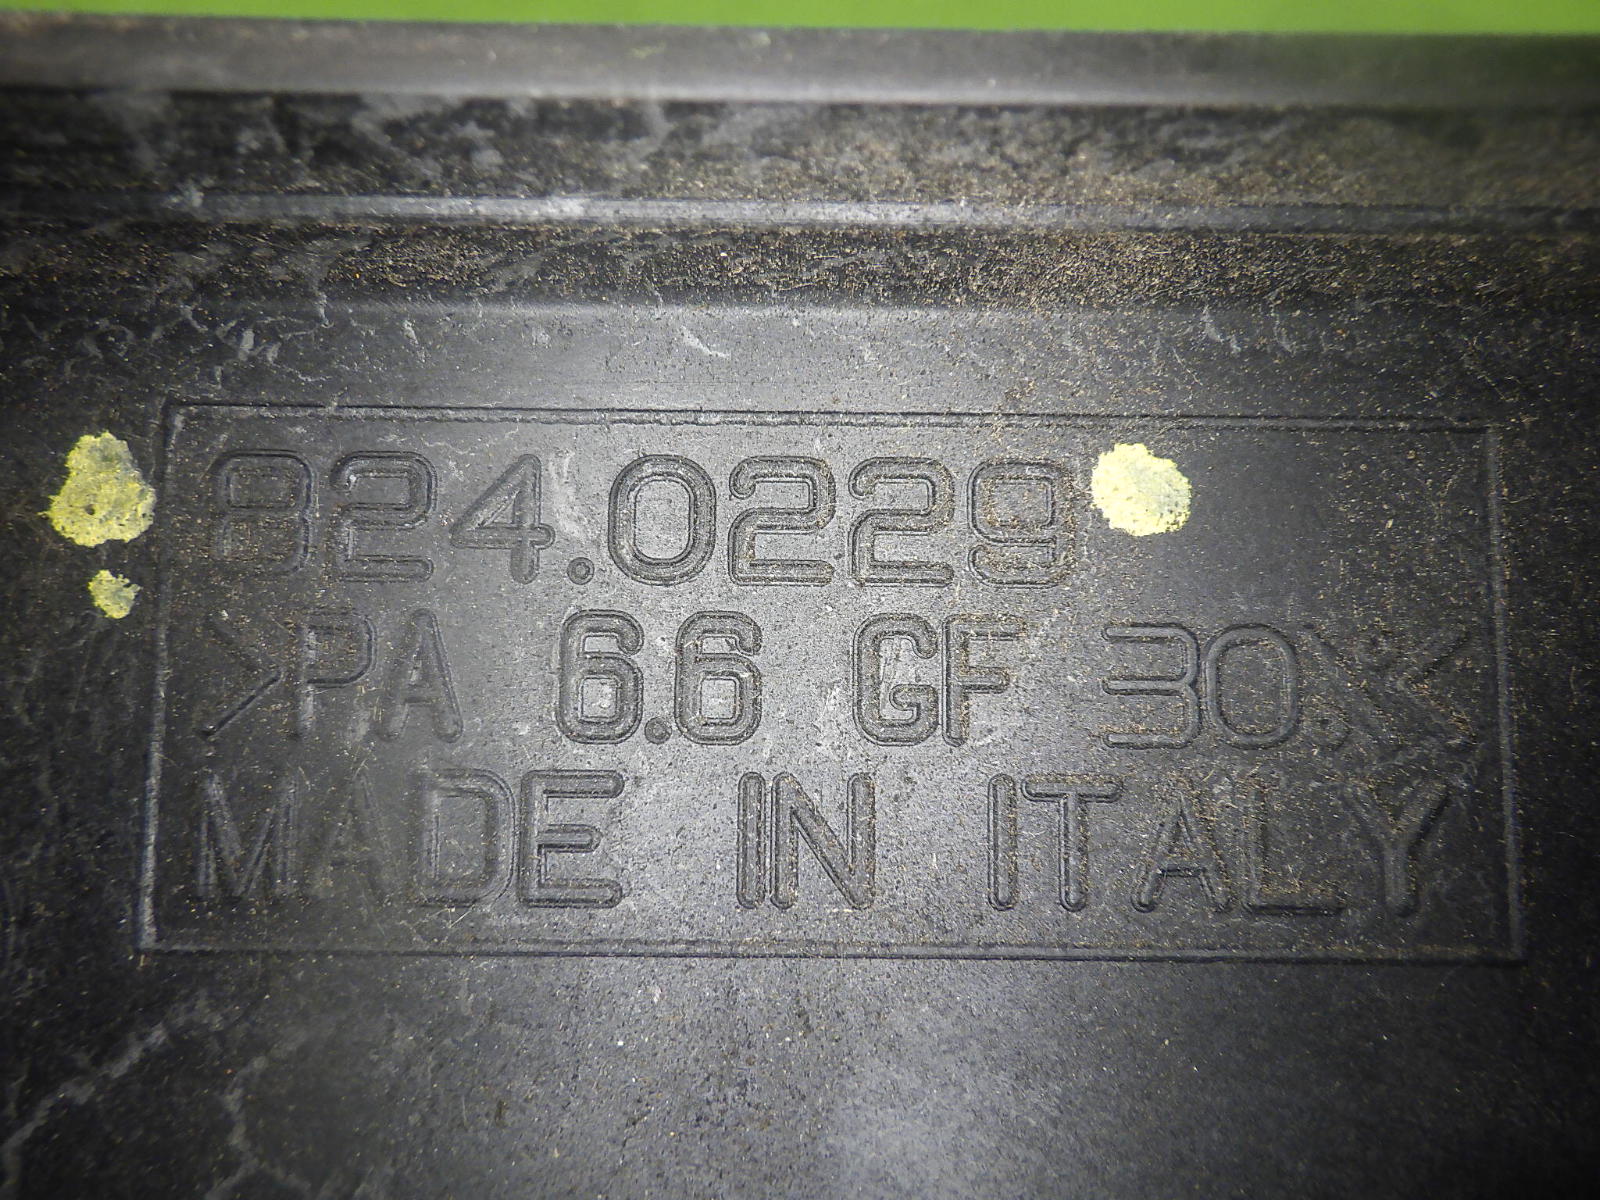 824.0229
>PA 6.6 GF 30.<
MADE IN ITALY